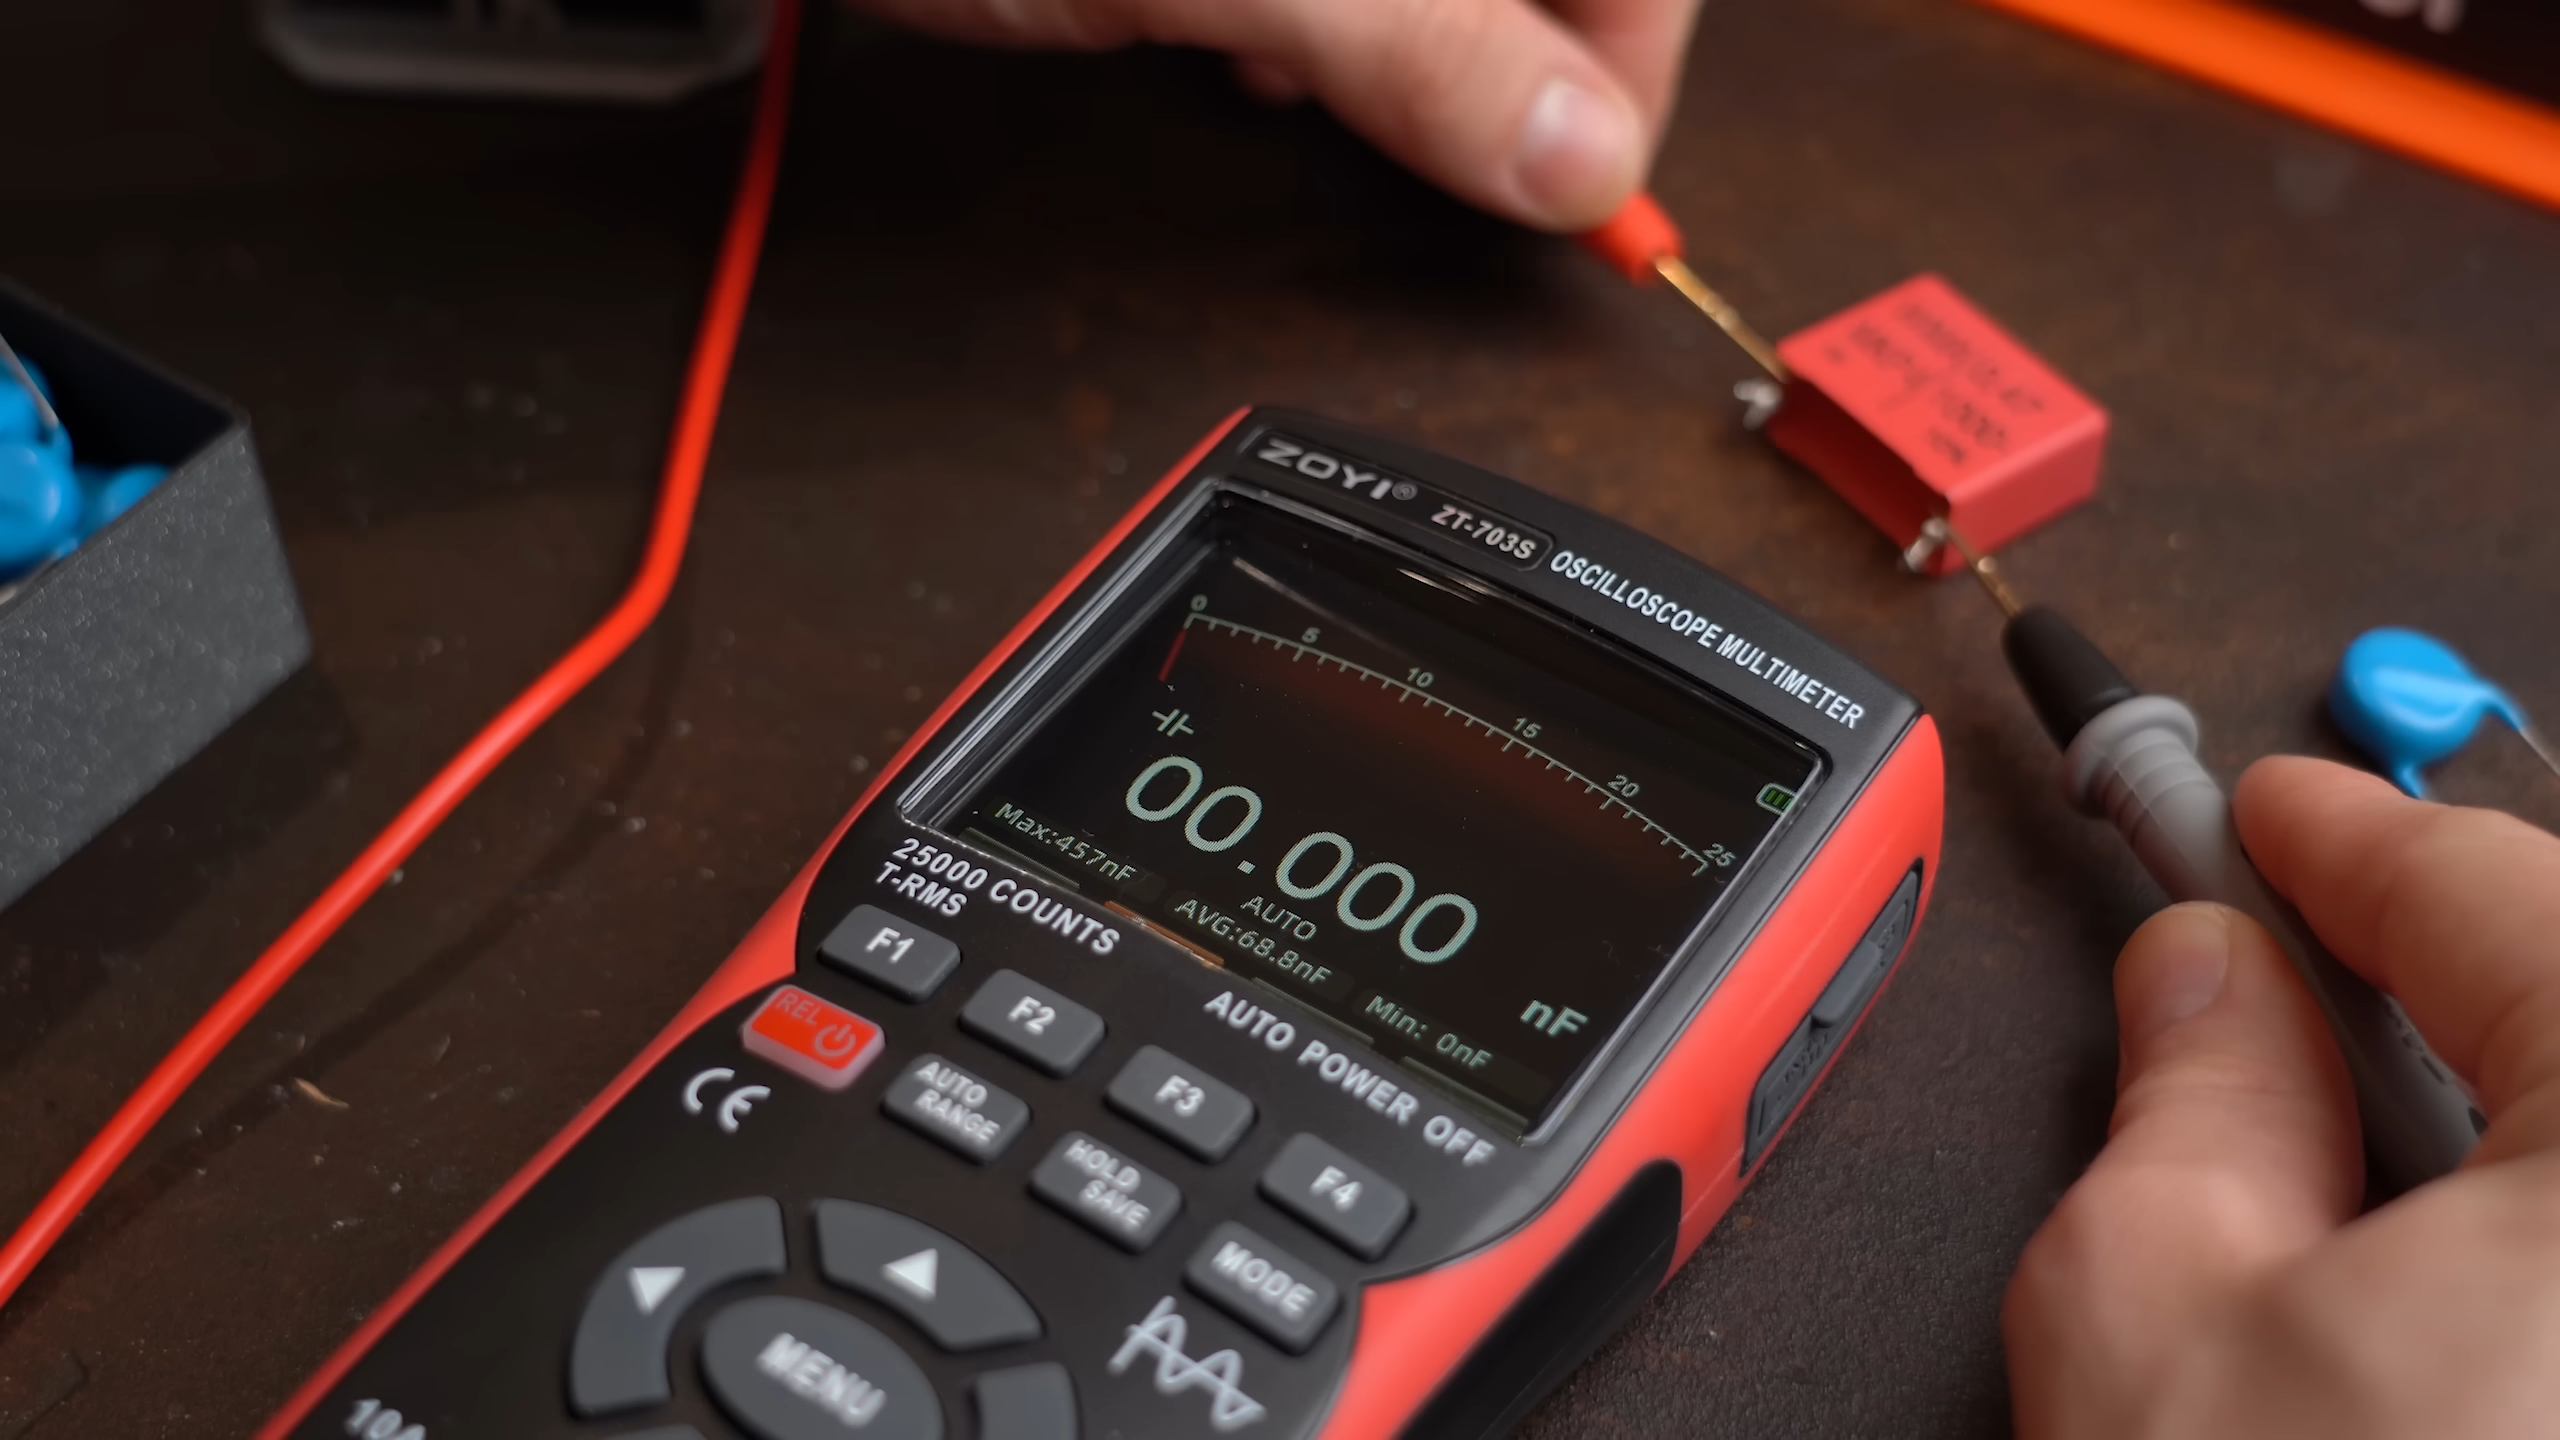 ZOYI®
ZT-703S
OSCILLOSCOPE MULTIMETER
0 5 10 15 20 25
00.000
nF
AUTO
Max:457nF
AVG:68.8nF
Min: 0nF
25000 COUNTS
T-RMS
AUTO POWER OFF
F1
F2
F3
F4
REL
AUTO
RANGE
HOLD
SAVE
MODE
CE
MENU
10A